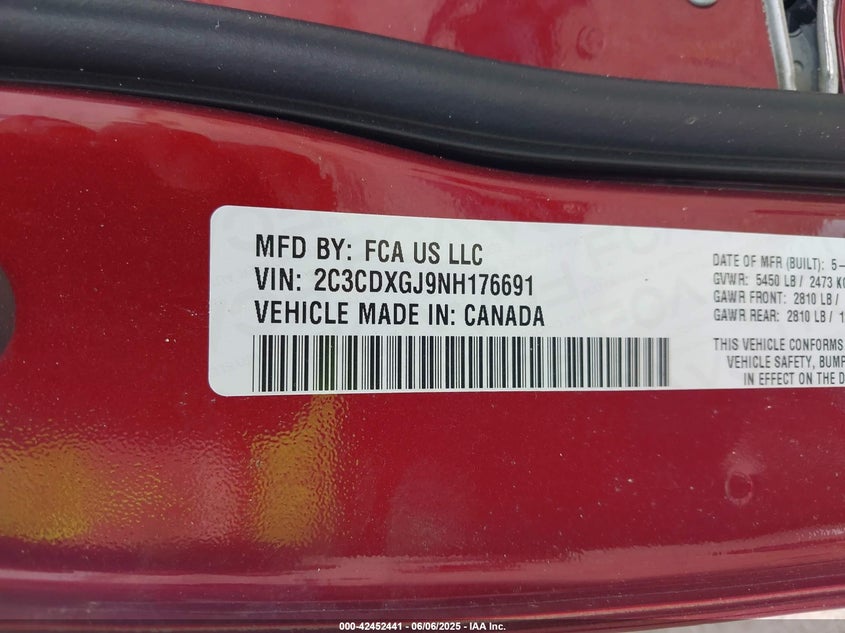 MFD BY: FCA US LLC
VIN: 2C3CDXGJ9NH176691
VEHICLE MADE IN: CANADA
DATE OF MFR (BUILT): 5-
GVWR: 5450 LB / 2473 KG
GAWR FRONT: 2810 LB /
GAWR REAR: 2810 LB / 1
THIS VEHICLE CONFORMS
VEHICLE SAFETY, BUMP
IN EFFECT ON THE D
000-42452441 - 06/06/2025 - IAA Inc.